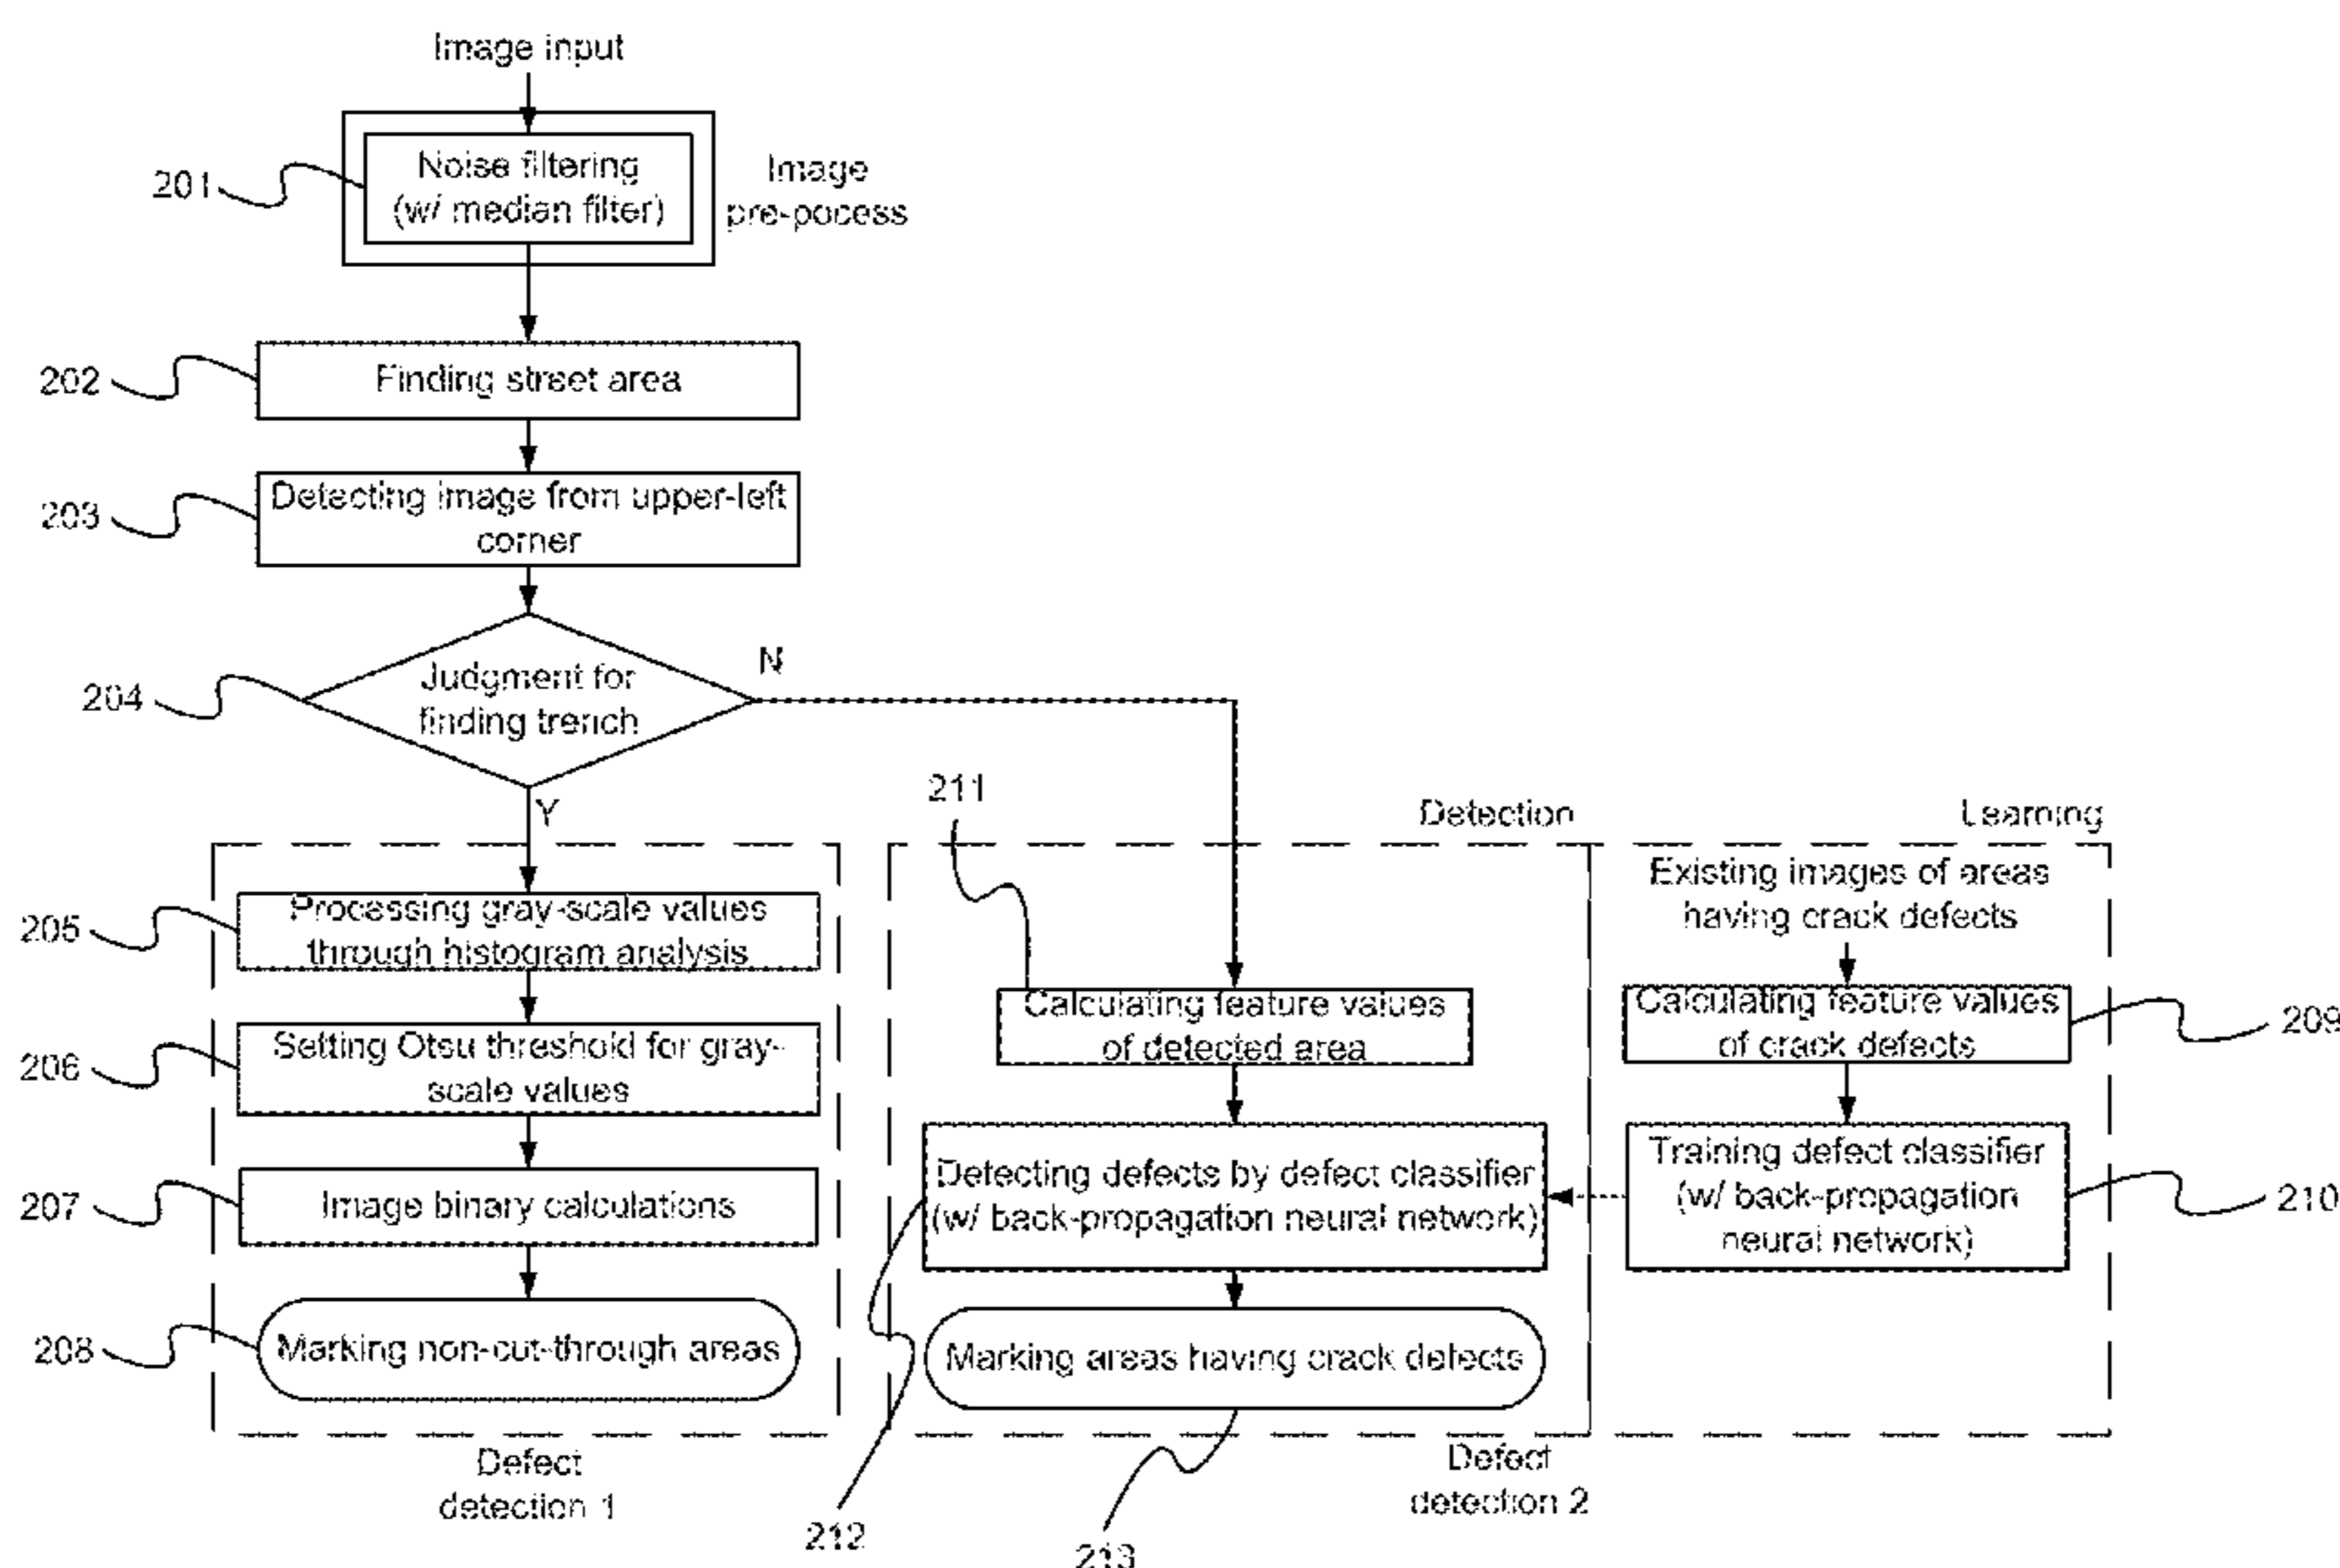 Image input
201
Noise filtering
(w/ median filter)
Image
pre-pocess
202
Finding street area
203
Detecting image from upper-left
corner
204
Judgment for
finding trench
N
Y
205
Processing gray-scale values
through histogram analysis
206
Setting Otsu threshold for gray-
scale values
207
Image binary calculations
208
Marking non-cut-through areas
Defect
detection 1
211
Detection
Calculating feature values
of detected area
Detecting defects by defect classifier
(w/ back-propagation neural network)
Marking areas having crack defects
212
213
Defect
detection 2
Learning
Existing images of areas
having crack defects
Calculating feature values
of crack defects
209
Training defect classifier
(w/ back-propagation
neural network)
210